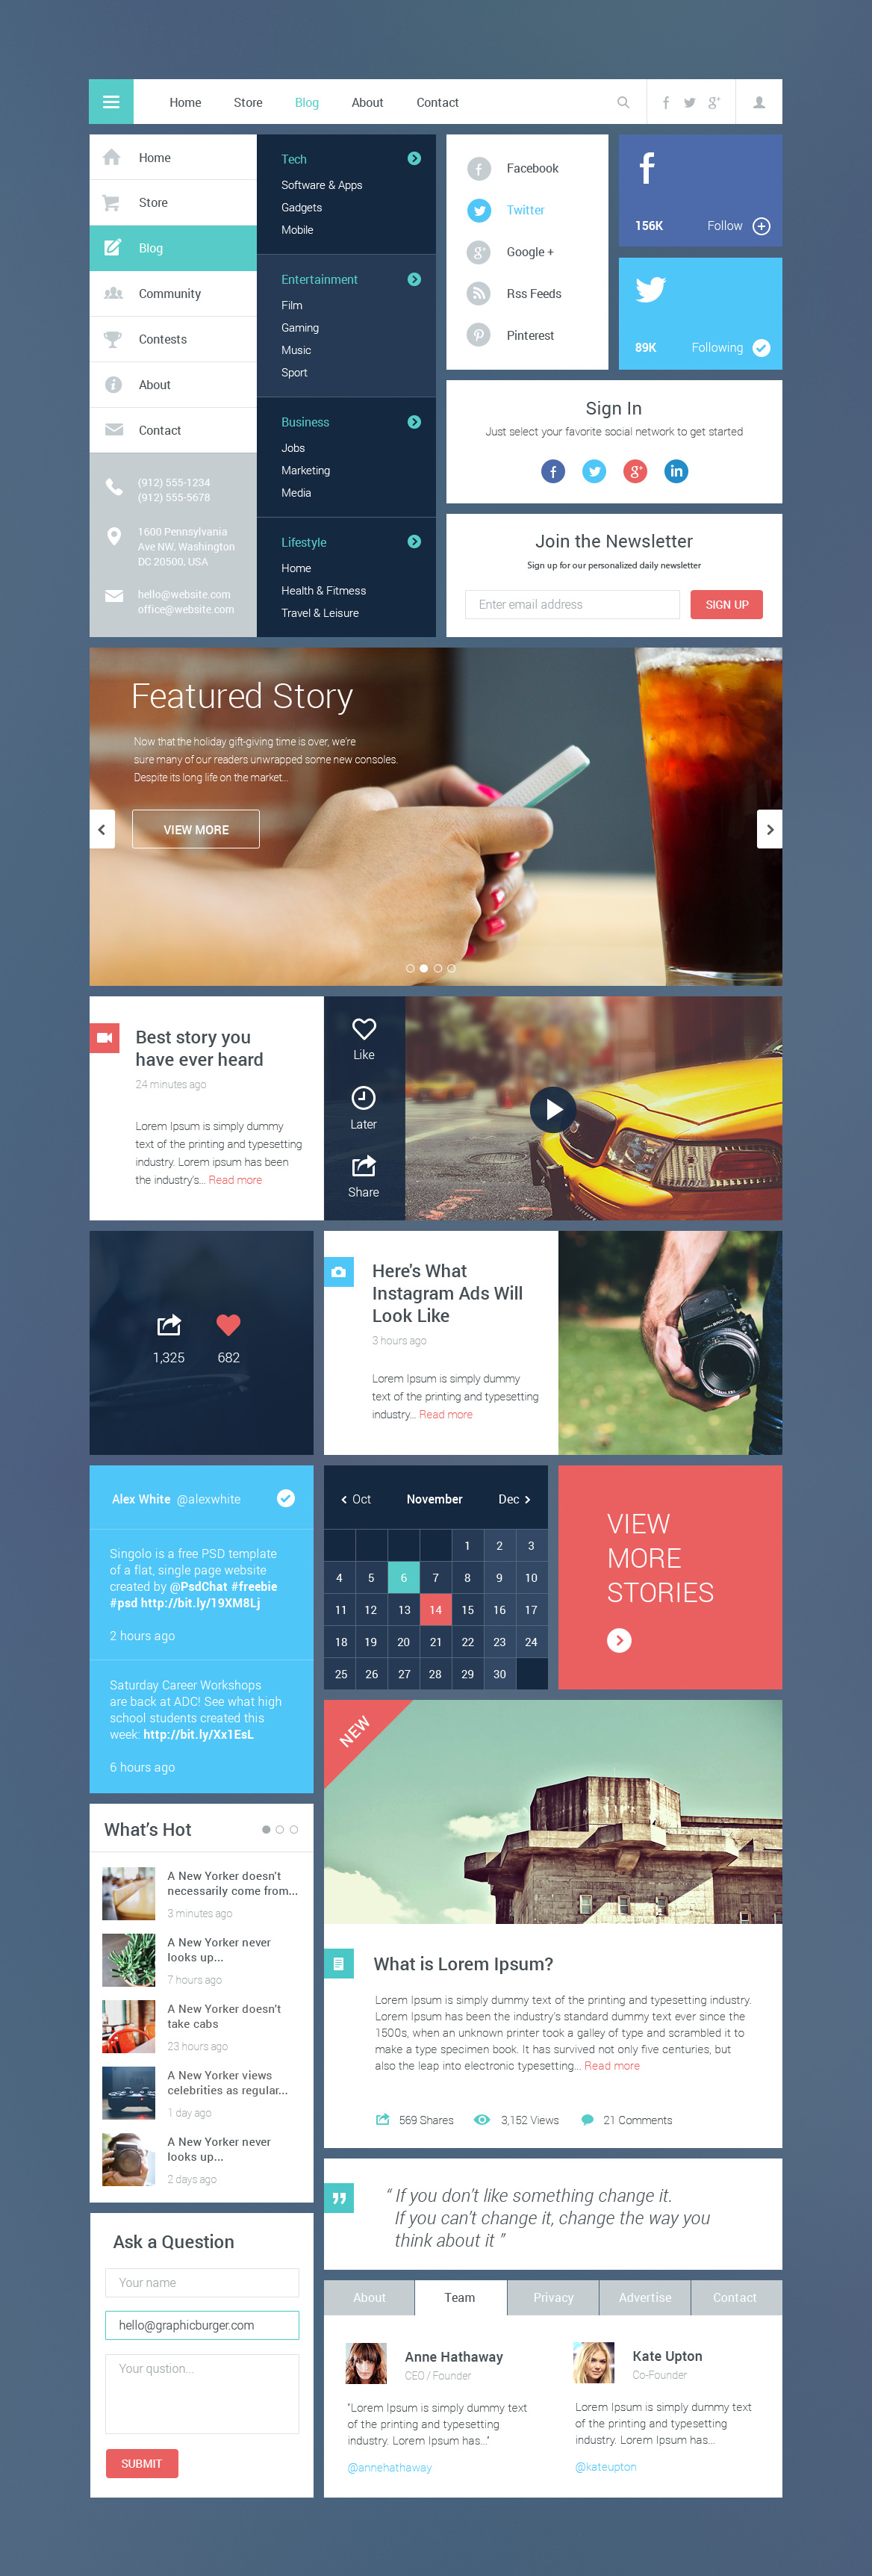 Home Store Blog About Contact
Home
Store
Blog
Community
Contests
About
Contact
(912) 555-1234
(912) 555-5678
1600 Pennsylvania
Ave NW, Washington
DC 20500, USA
hello@website.com
office@website.com
Tech
Software & Apps
Gadgets
Mobile
Entertainment
Film
Gaming
Music
Sport
Business
Jobs
Marketing
Media
Lifestyle
Home
Health & Fitness
Travel & Leisure
Facebook
Twitter
Google +
Rss Feeds
Pinterest
156K Follow
89K Following
Sign In
Just select your favorite social network to get started
Join the Newsletter
Sign up for our personalized daily newsletter
Enter email address SIGN UP
Featured Story
Now that the holiday gift-giving time is over, we're
sure many of our readers unwrapped some new consoles.
Despite its long life on the market...
VIEW MORE
Best story you
have ever heard
24 minutes ago
Lorem Ipsum is simply dummy
text of the printing and typesetting
industry. Lorem ipsum has been
the industry's... Read more
Like
Later
Share
1,325 682
Here's What
Instagram Ads Will
Look Like
3 hours ago
Lorem Ipsum is simply dummy
text of the printing and typesetting
industry... Read more
BRONICA
Alex White @alexwhite
Singolo is a free PSD template
of a flat, single page website
created by @PsdChat #freebie
#psd http://bit.ly/19XM8Lj
2 hours ago
Saturday Career Workshops
are back at ADC! See what high
school students created this
week: http://bit.ly/Xx1EsL
6 hours ago
Oct November Dec
1 2 3
4 5 6 7 8 9 10
11 12 13 14 15 16 17
18 19 20 21 22 23 24
25 26 27 28 29 30
VIEW
MORE
STORIES
What's Hot
A New Yorker doesn't
necessarily come from...
3 minutes ago
A New Yorker never
looks up...
7 hours ago
A New Yorker doesn't
take cabs
23 hours ago
A New Yorker views
celebrities as regular...
1 day ago
A New Yorker never
looks up...
2 days ago
NEW
What is Lorem Ipsum?
Lorem Ipsum is simply dummy text of the printing and typesetting industry.
Lorem Ipsum has been the industry's standard dummy text ever since the
1500s, when an unknown printer took a galley of type and scrambled it to
make a type specimen book. It has survived not only five centuries, but
also the leap into electronic typesetting... Read more
569 Shares 3,152 Views 21 Comments
“ If you don’t like something change it.
If you can’t change it, change the way you
think about it ”
Ask a Question
Your name
hello@graphicburger.com
Your qustion...
SUBMIT
About Team Privacy Advertise Contact
Anne Hathaway
CEO / Founder
"Lorem Ipsum is simply dummy text
of the printing and typesetting
industry. Lorem Ipsum has..."
@annehathaway
Kate Upton
Co-Founder
Lorem Ipsum is simply dummy text
of the printing and typesetting
industry. Lorem Ipsum has...
@kateupton